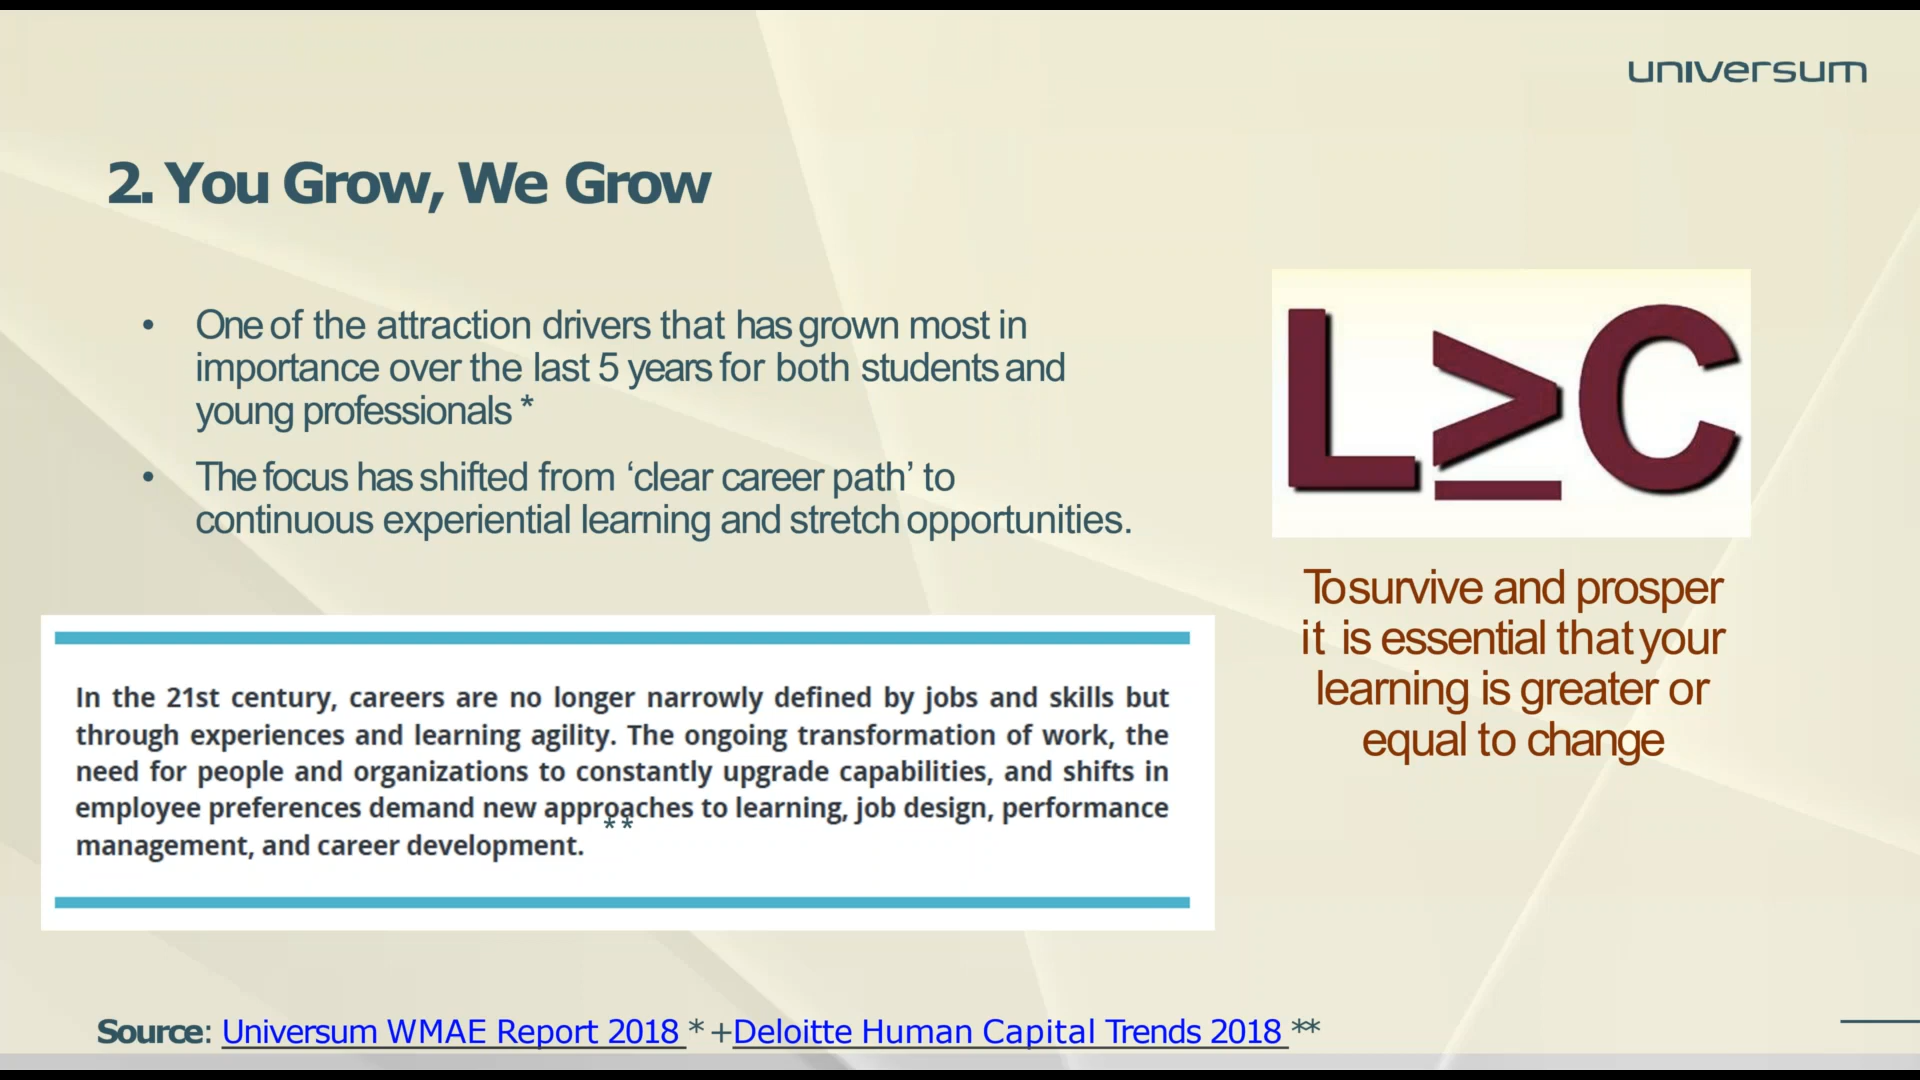 universum
2. You Grow, We Grow
• One of the attraction drivers that has grown most in
importance over the last 5 years for both students and
young professionals *
• The focus has shifted from ‘clear career path’ to
continuous experiential learning and stretch opportunities.
L≥C
To survive and prosper
it is essential that your
learning is greater or
equal to change
In the 21st century, careers are no longer narrowly defined by jobs and skills but
through experiences and learning agility. The ongoing transformation of work, the
need for people and organizations to constantly upgrade capabilities, and shifts in
employee preferences demand new approaches to learning, job design, performance
management, and career development. **
Source: Universum WMAE Report 2018 * +Deloitte Human Capital Trends 2018 **